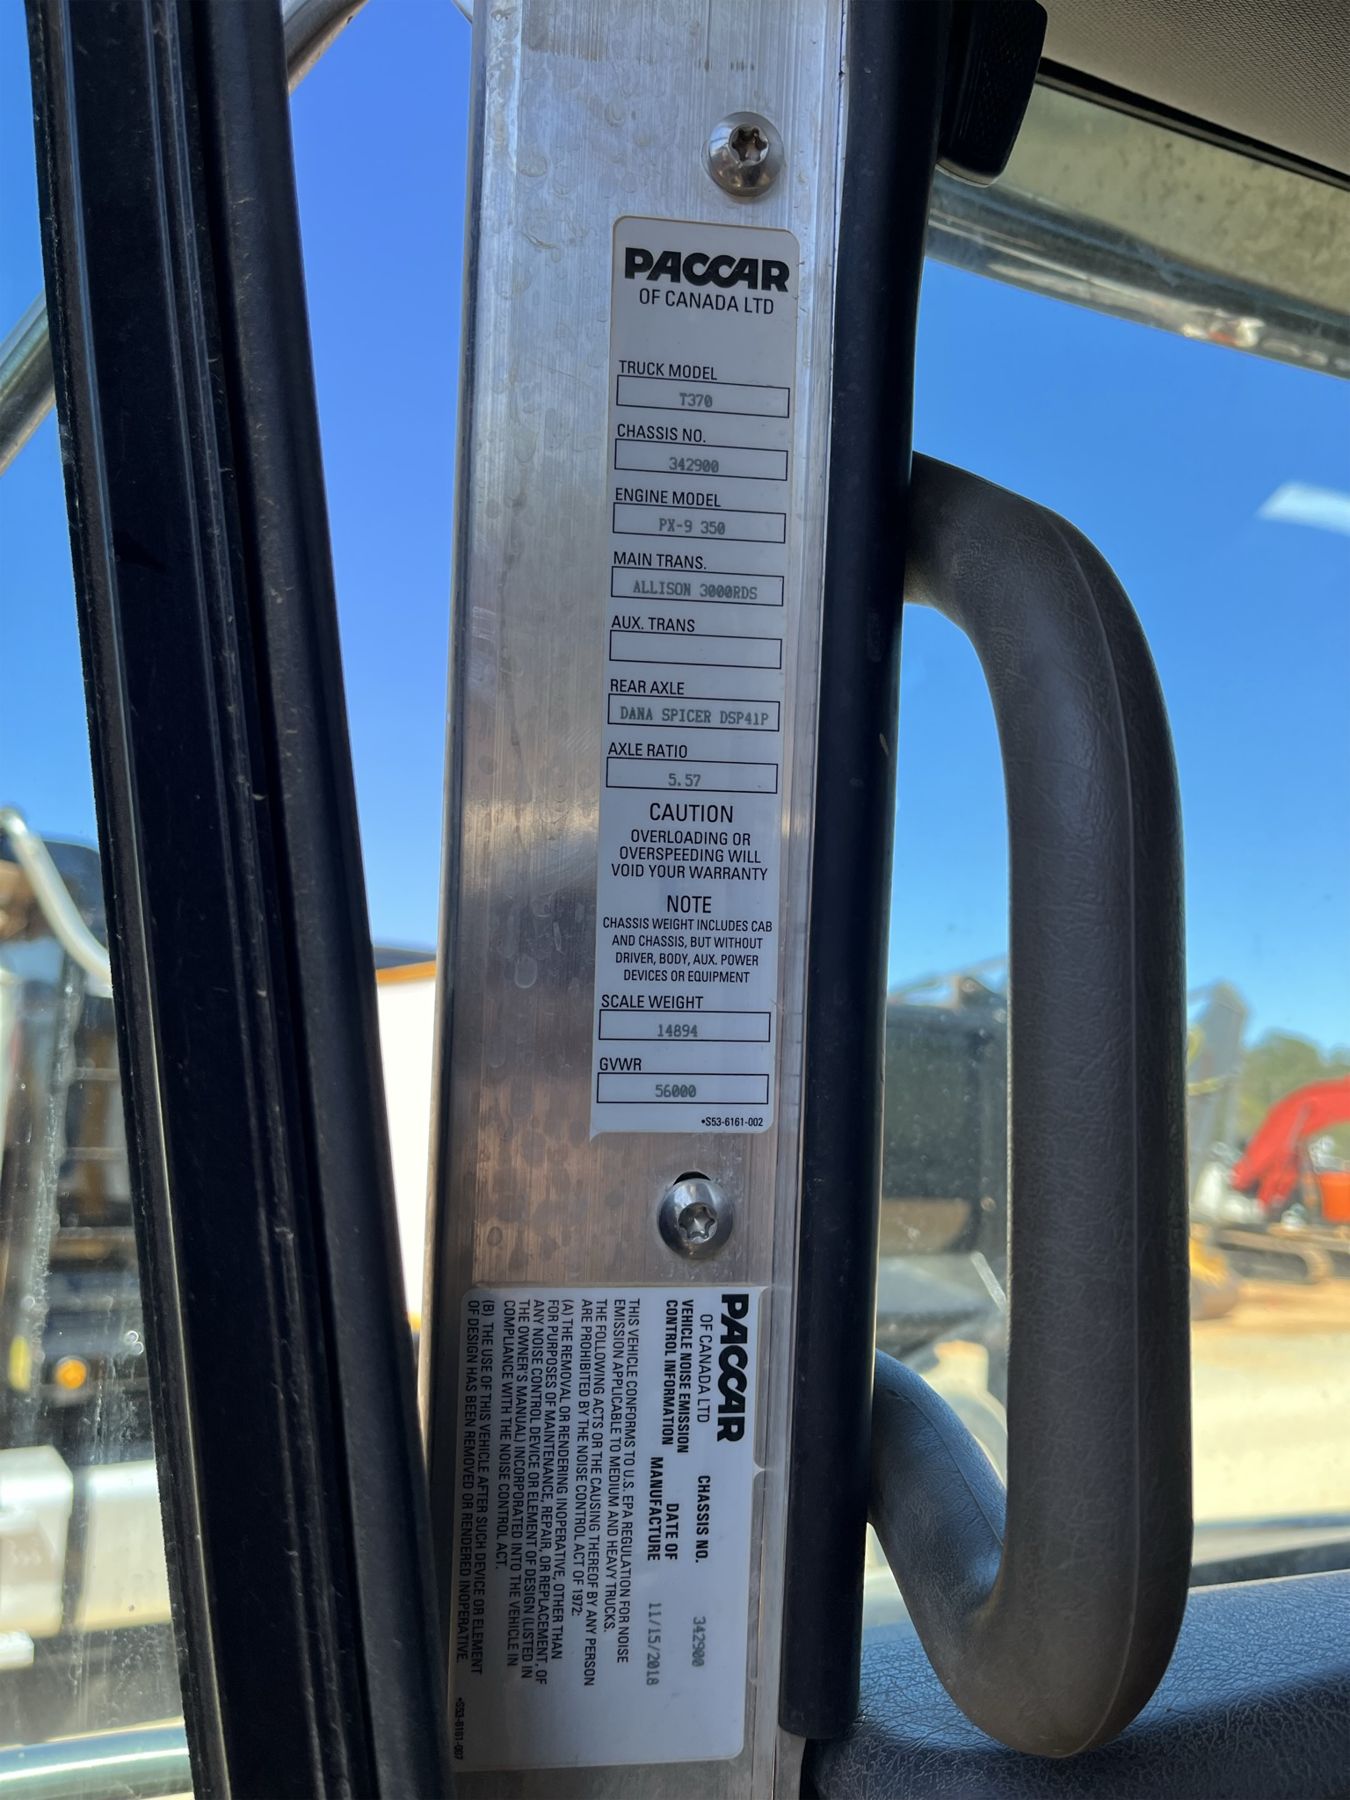 PACCAR
OF CANADA LTD
TRUCK MODEL
T370
CHASSIS NO.
342900
ENGINE MODEL
PX-9 350
MAIN TRANS.
ALLISON 3000RDS
AUX. TRANS
REAR AXLE
DANA SPICER DSP41P
AXLE RATIO
5.57
CAUTION
OVERLOADING OR
OVERSPEEDING WILL
VOID YOUR WARRANTY
NOTE
CHASSIS WEIGHT INCLUDES CAB
AND CHASSIS, BUT WITHOUT
DRIVER, BODY, AUX. POWER
DEVICES OR EQUIPMENT
SCALE WEIGHT
14894
GVWR
56000
•S53-6161-002
PACCAR
OF CANADA LTD
VEHICLE NOISE EMISSION
CONTROL INFORMATION
CHASSIS NO. 342900
DATE OF
MANUFACTURE 11/15/2018
THIS VEHICLE CONFORMS TO U.S. EPA REGULATION FOR NOISE
EMISSION APPLICABLE TO MEDIUM AND HEAVY TRUCKS.
THE FOLLOWING ACTS OR THE CAUSING THEREOF BY ANY PERSON
ARE PROHIBITED BY THE NOISE CONTROL ACT OF 1972:
(A) THE REMOVAL OR RENDERING INOPERATIVE, OTHER THAN
FOR PURPOSES OF MAINTENANCE, REPAIR, OR REPLACEMENT, OF
ANY NOISE CONTROL DEVICE OR ELEMENT OF DESIGN (LISTED IN
THE OWNER'S MANUAL) INCORPORATED INTO THE VEHICLE IN
COMPLIANCE WITH THE NOISE CONTROL ACT.
(B) THE USE OF THIS VEHICLE AFTER SUCH DEVICE OR ELEMENT
OF DESIGN HAS BEEN REMOVED OR RENDERED INOPERATIVE.
•S53-6161-007